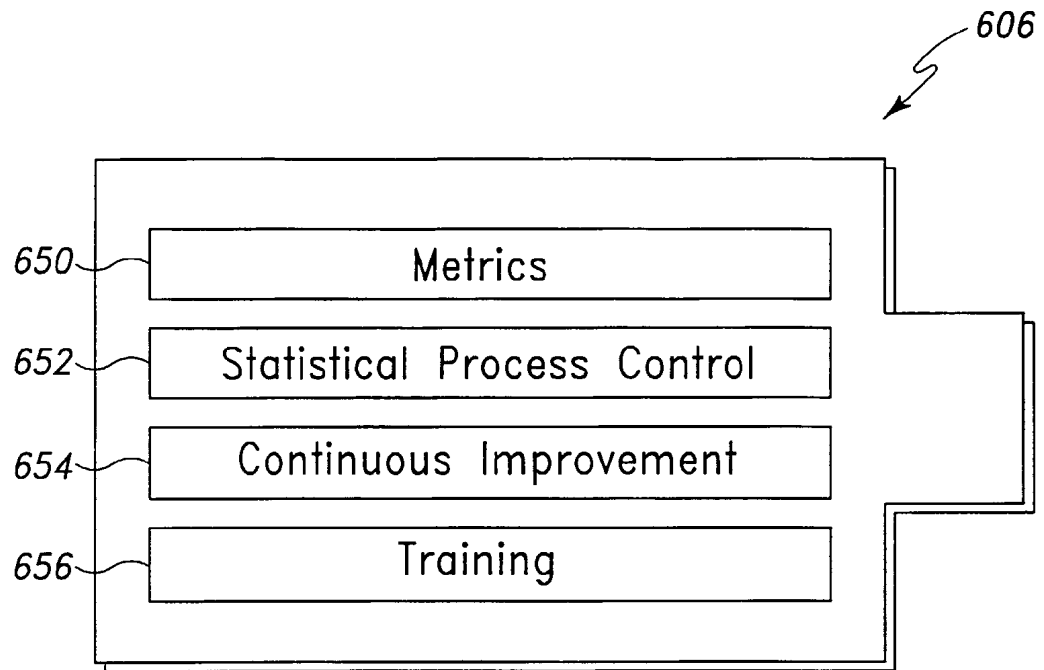 606
650 Metrics
652 Statistical Process Control
654 Continuous Improvement
656 Training